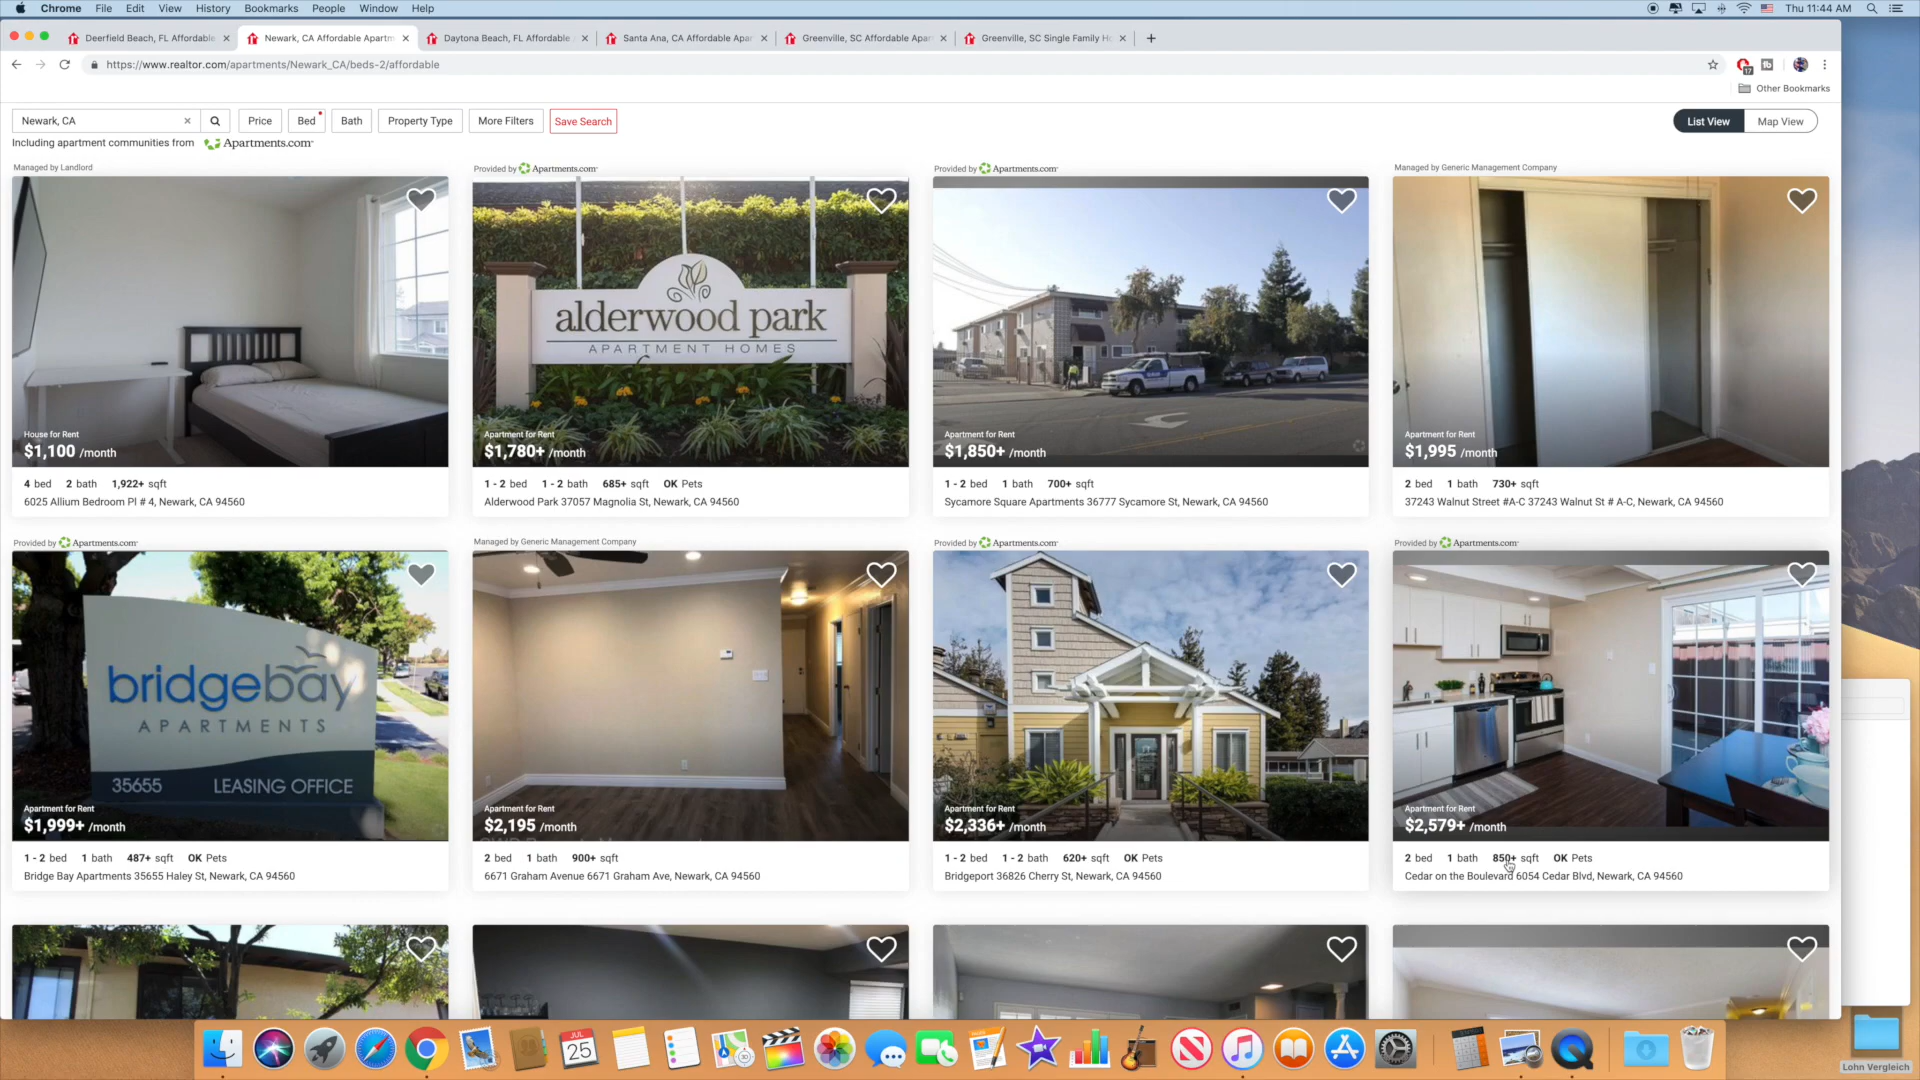 Chrome File Edit View History Bookmarks People Window Help
Thu 11:44 AM
Deerfield Beach, FL Affordable
Newark, CA Affordable Apartm
Daytona Beach, FL Affordable
Santa Ana, CA Affordable Apar
Greenville, SC Affordable Apar
Greenville, SC Single Family Ho
https://www.realtor.com/apartments/Newark_CA/beds-2/affordable
17
Other Bookmarks
Newark, CA
Price
Bed
Bath
Property Type
More Filters
Save Search
List View
Map View
Including apartment communities from Apartments.com
Managed by Landlord
Provided by Apartments.com
Provided by Apartments.com
Managed by Generic Management Company
alderwood park
APARTMENT HOMES
House for Rent
$1,100 /month
Apartment for Rent
$1,780+ /month
Apartment for Rent
$1,850+ /month
Apartment for Rent
$1,995 /month
4 bed 2 bath 1,922+ sqft
6025 Allium Bedroom Pl # 4, Newark, CA 94560
1 - 2 bed 1 - 2 bath 685+ sqft OK Pets
Alderwood Park 37057 Magnolia St, Newark, CA 94560
1 - 2 bed 1 bath 700+ sqft
Sycamore Square Apartments 36777 Sycamore St, Newark, CA 94560
2 bed 1 bath 730+ sqft
37243 Walnut Street #A-C 37243 Walnut St # A-C, Newark, CA 94560
Provided by Apartments.com
Managed by Generic Management Company
Provided by Apartments.com
Provided by Apartments.com
bridgebay
APARTMENTS
35655 LEASING OFFICE
Apartment for Rent
$1,999+ /month
$2,195 /month
Apartment for Rent
$2,336+ /month
Apartment for Rent
$2,579+ /month
1 - 2 bed 1 bath 487+ sqft OK Pets
Bridge Bay Apartments 35655 Haley St, Newark, CA 94560
2 bed 1 bath 900+ sqft
6671 Graham Avenue 6671 Graham Ave, Newark, CA 94560
1 - 2 bed 1 - 2 bath 620+ sqft OK Pets
Bridgeport 36826 Cherry St, Newark, CA 94560
2 bed 1 bath 850+ sqft OK Pets
Cedar on the Boulevard 6054 Cedar Blvd, Newark, CA 94560
JUL
25
Lohn Vergleich